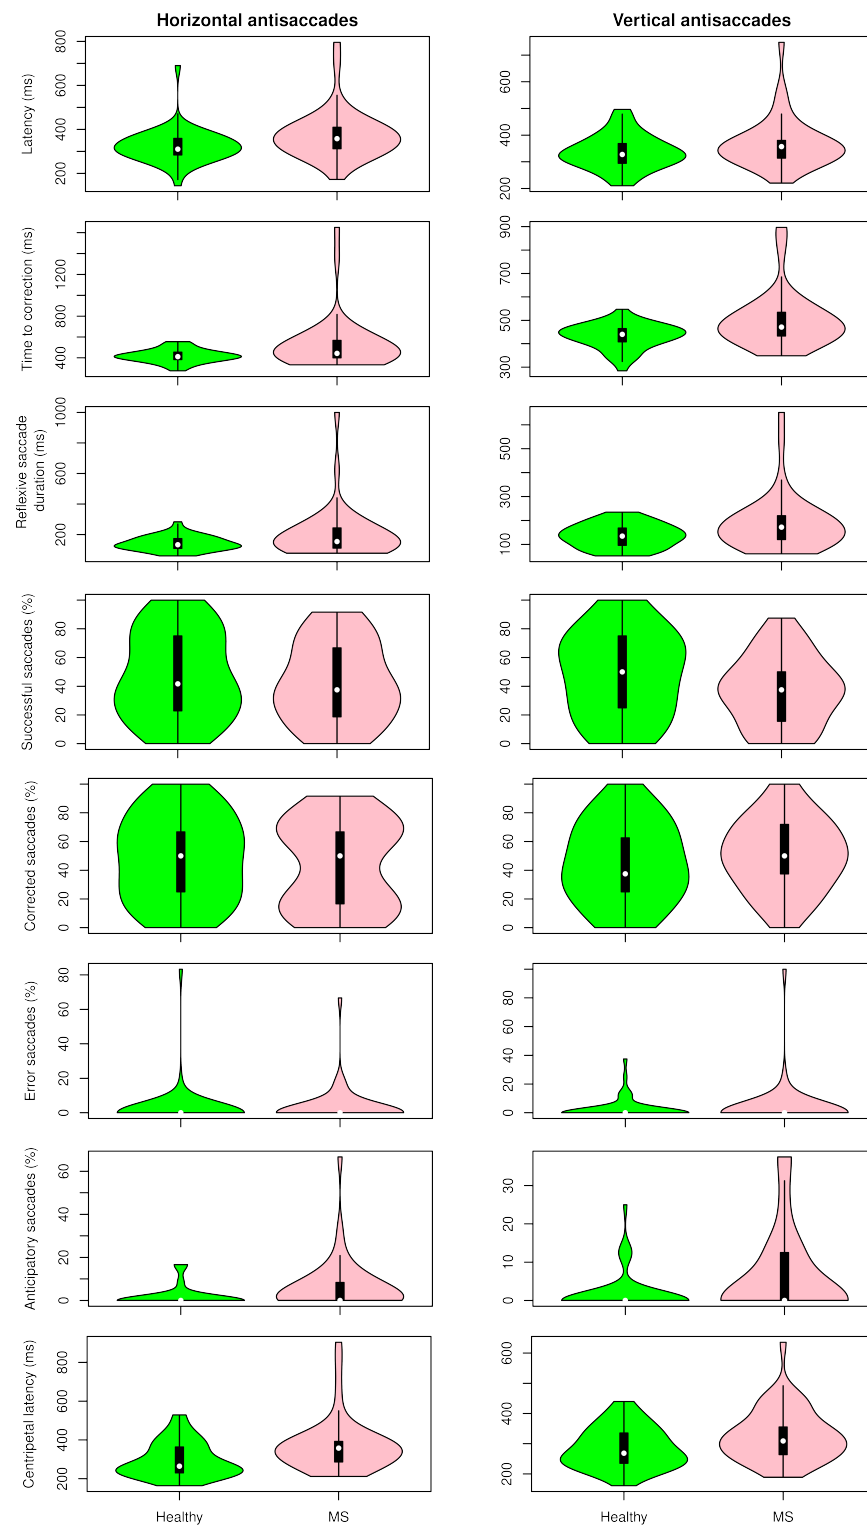 Horizontal antisaccades
Vertical antisaccades
Latency (ms)
200 400 600 800
200 400 600
Time to correction (ms)
400 800 1200
300 500 700 900
Reflexive saccade
duration (ms)
200 600 1000
100 300 500
Successful saccades (%)
0 20 40 60 80
0 20 40 60 80
Corrected saccades (%)
0 20 40 60 80
0 20 40 60 80
Error saccades (%)
0 20 40 60 80
0 20 40 60 80
Anticipatory saccades (%)
0 20 40 60
0 10 20 30
Centripetal latency (ms)
200 400 600 800
200 400 600
Healthy MS
Healthy MS